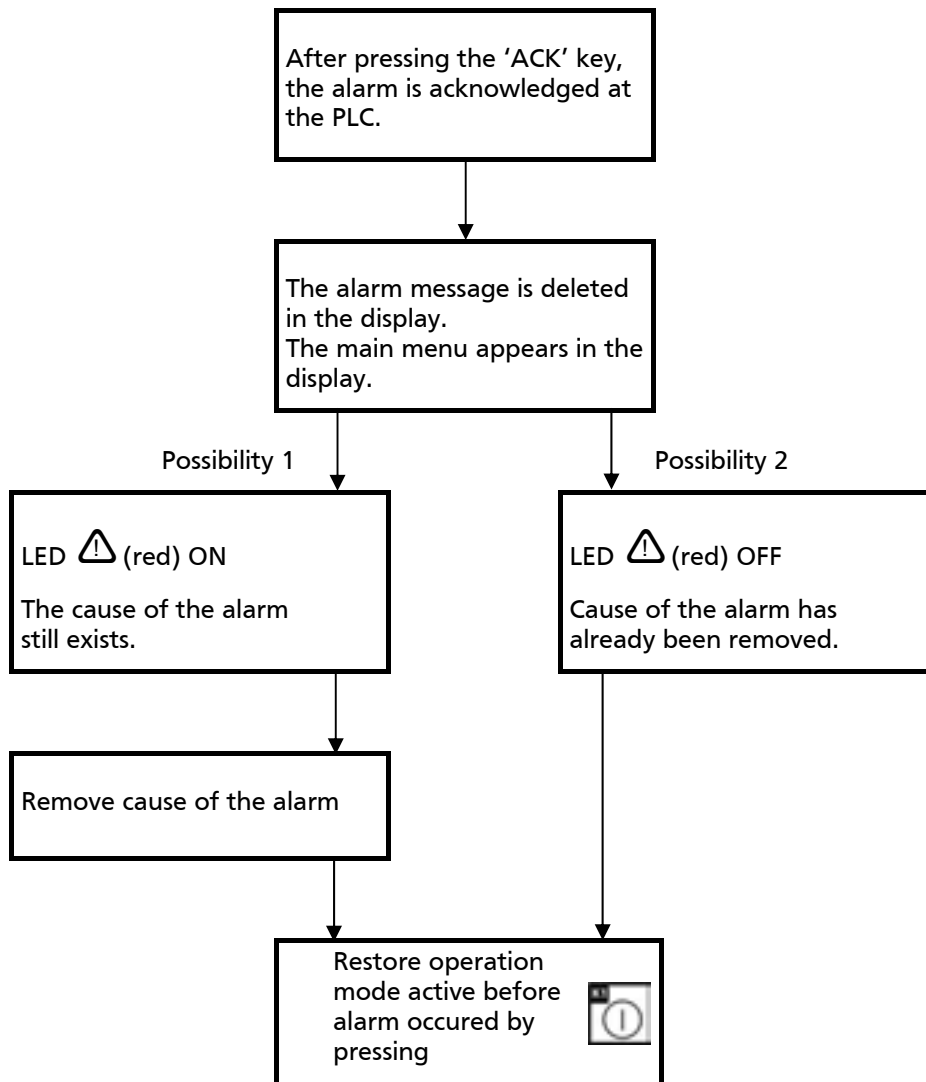 After pressing the ‘ACK’ key,
the alarm is acknowledged at
the PLC.
The alarm message is deleted
in the display.
The main menu appears in the
display.
Possibility 1
Possibility 2
LED (red) ON
The cause of the alarm
still exists.
LED (red) OFF
Cause of the alarm has
already been removed.
Remove cause of the alarm
Restore operation
mode active before
alarm occured by
pressing